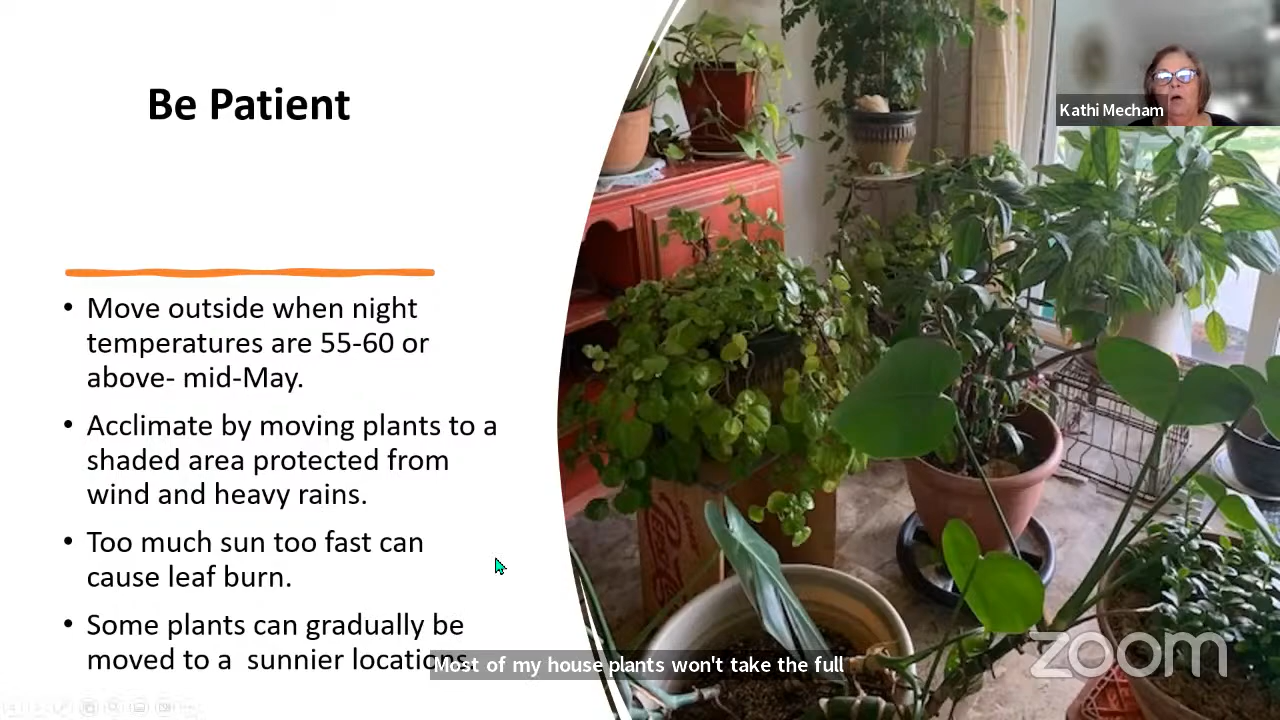 Be Patient
Kathi Mecham
• Move outside when night
temperatures are 55-60 or
above- mid-May.
• Acclimate by moving plants to a
shaded area protected from
wind and heavy rains.
• Too much sun too fast can
cause leaf burn.
• Some plants can gradually be
moved to a sunnier locations
Most of my house plants won't take the full
zoom